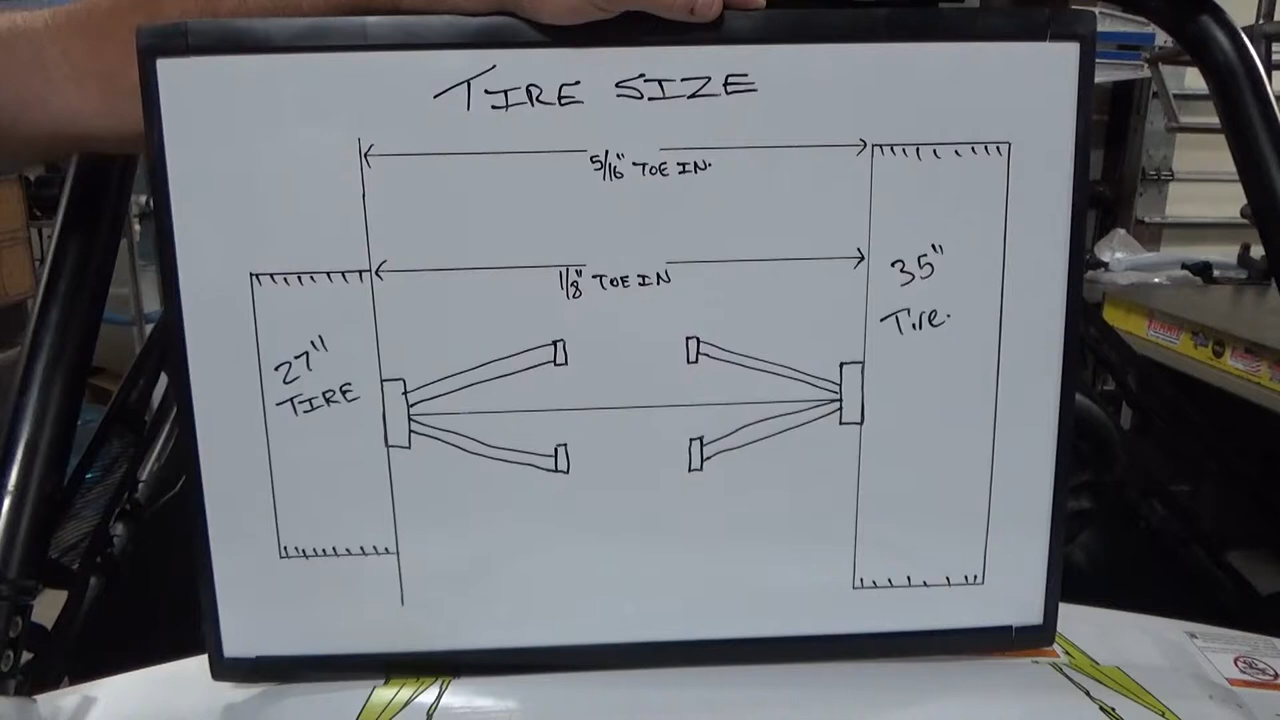 TIRE SIZE
5/16" TOE IN.
1/8" TOE IN
35"
Tire.
27"
TIRE